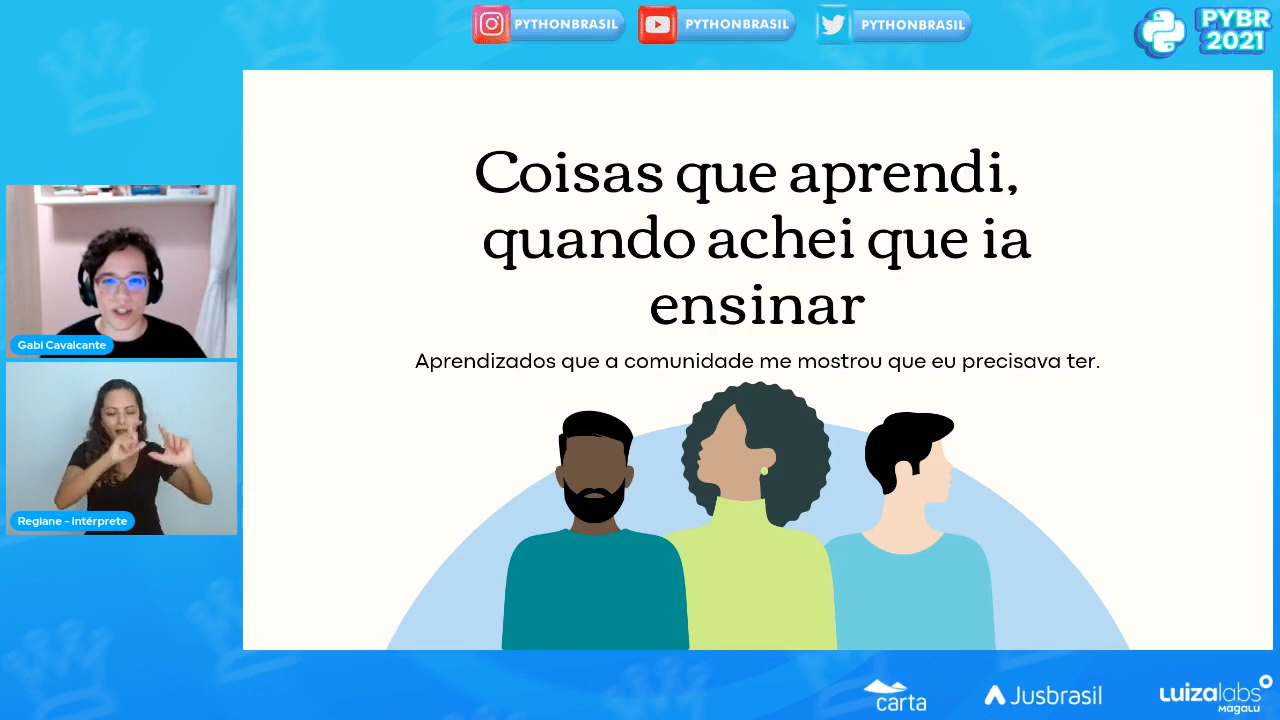 PYTHONBRASIL
PYTHONBRASIL
PYTHONBRASIL
PYBR
2021
Coisas que aprendi,
quando achei que ia
ensinar
Aprendizados que a comunidade me mostrou que eu precisava ter.
Gabi Cavalcante
Regiane - intérprete
carta
Jusbrasil
LUIZAlabs
MAGALU